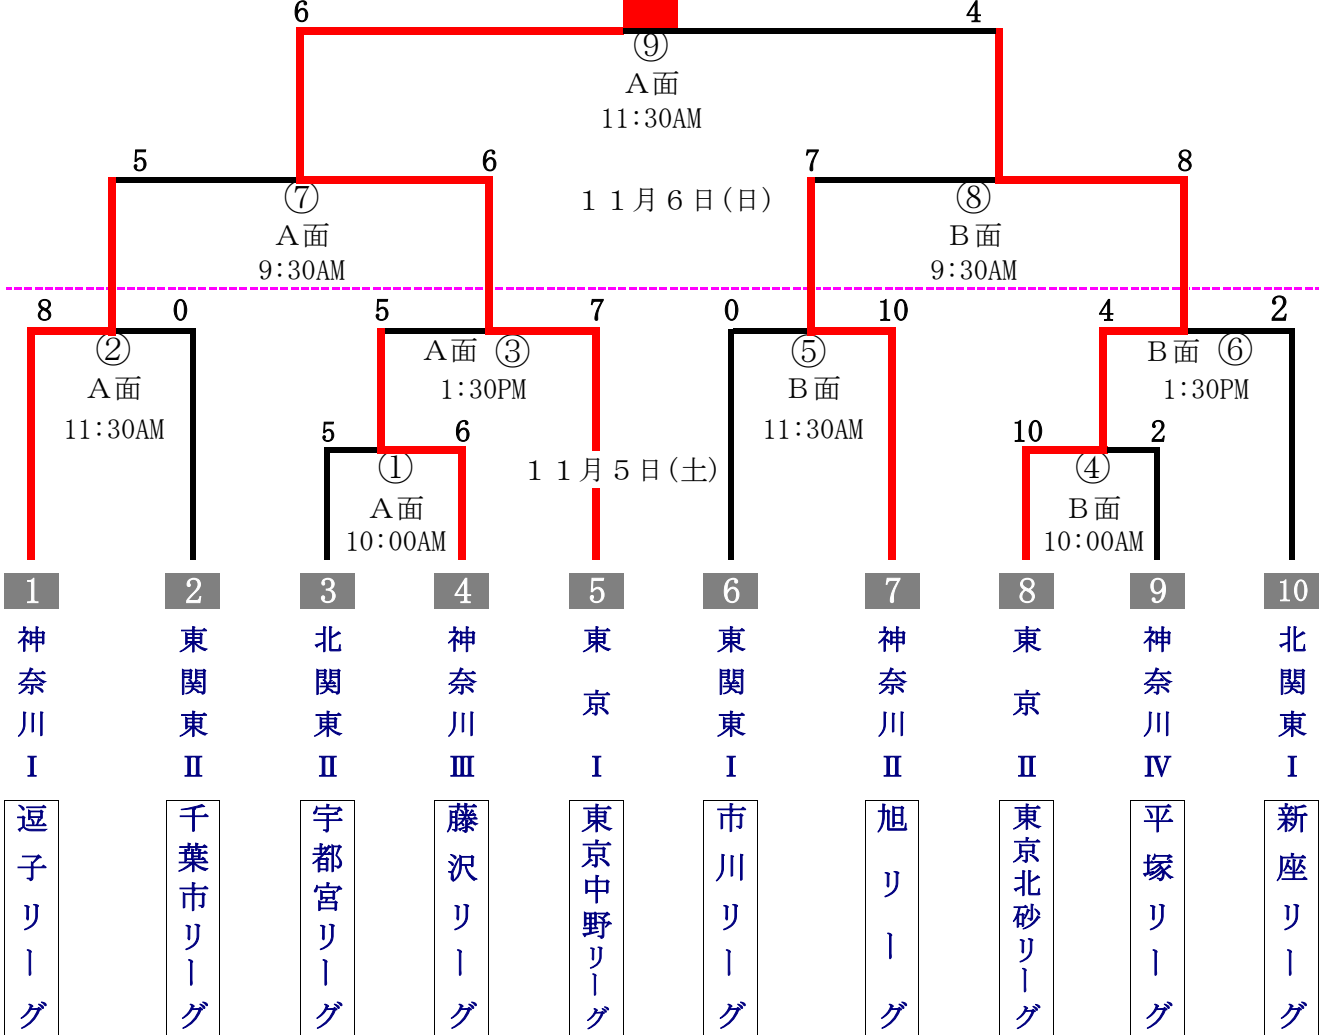 6 4
⑨
Ａ面
11:30AM
5 6 7 8
⑦ １１月６日(日) ⑧
Ａ面 Ｂ面
9:30AM 9:30AM
8 0 5 7 0 10 4 2
② Ａ面 ③ ⑤ Ｂ面 ⑥
Ａ面 1:30PM Ｂ面 1:30PM
11:30AM 11:30AM
5 6 10 2
① １１月５日(土) ④
Ａ面 Ｂ面
10:00AM 10:00AM
1 2 3 4 5 6 7 8 9 10
神奈川Ⅰ
東関東Ⅱ
北関東Ⅱ
神奈川Ⅲ
東京Ⅰ
東関東Ⅰ
神奈川Ⅱ
東京Ⅱ
神奈川Ⅳ
北関東Ⅰ
逗子リーグ
千葉市リーグ
宇都宮リーグ
藤沢リーグ
東京中野リーグ
市川リーグ
旭リーグ
東京北砂リーグ
平塚リーグ
新座リーグ